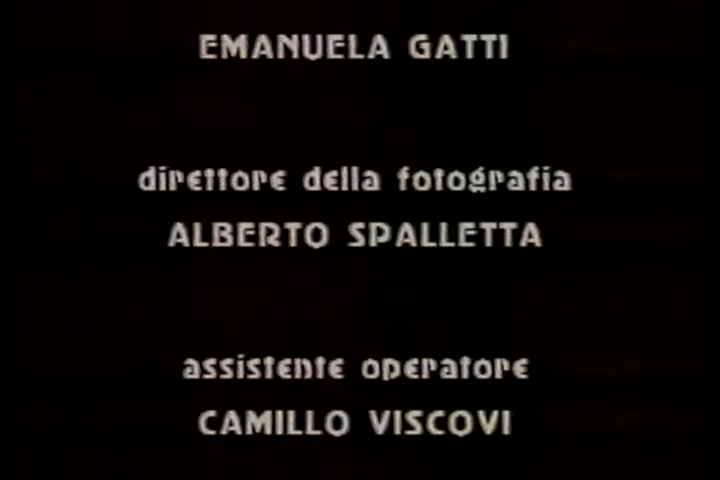 EMANUELA GATTI
direttore della fotografia
ALBERTO SPALLETTA
assistente operatore
CAMILLO VISCOVI